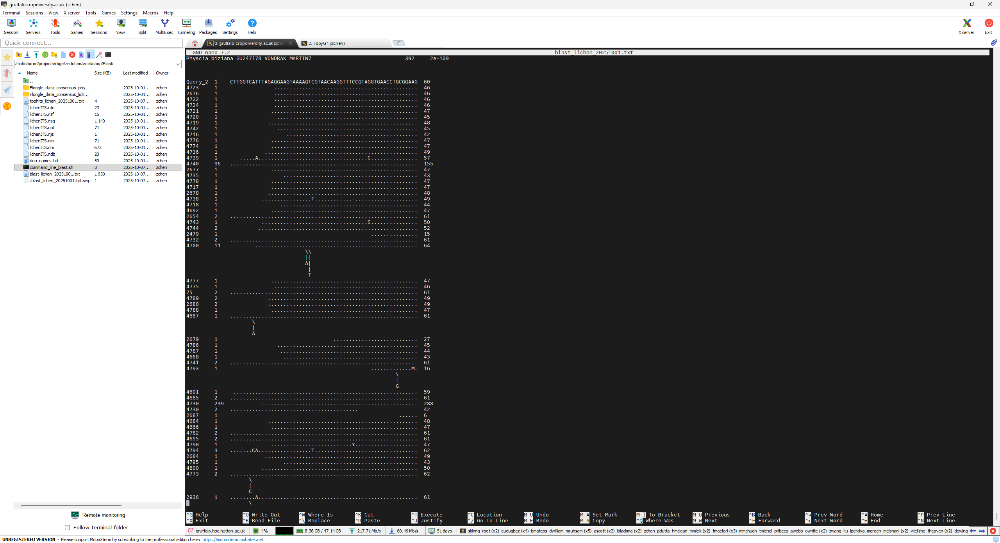 gruffalo.cropdiversity.ac.uk (zchen)
Terminal Sessions View X server Tools Games Settings Macros Help
Session Servers Tools Games Sessions View Split MultiExec Tunneling Packages Settings Help X server Exit
Quick connect...
3. gruffalo.cropdiversity.ac.uk (zche
2. TobyG1 (zchen)
/mnt/shared/projects/rbge/zedchen/workshop/Blast/
Name Size (KB) Last modified Owner
..
Flongle_data_consensus_phy 2025-10-01... zchen
Flongle_data_consensus_lich... 2025-10-01... zchen
tophits_lichen_20251001.txt 4 2025-10-07... zchen
lichenITS.nto 23 2025-10-01... zchen
lichenITS.ntf 16 2025-10-01... zchen
lichenITS.nsq 1 140 2025-10-01... zchen
lichenITS.not 71 2025-10-01... zchen
lichenITS.njs 1 2025-10-01... zchen
lichenITS.nin 71 2025-10-01... zchen
lichenITS.nhr 672 2025-10-01... zchen
lichenITS.ndb 20 2025-10-01... zchen
dup_names.txt 59 2025-10-01... zchen
command_line_blast.sh 3 2025-10-07... zchen
blast_lichen_20251001.txt 1 930 2025-10-07... zchen
.blast_lichen_20251001.txt.swp 1 2025-10-07... zchen
Remote monitoring
Follow terminal folder
GNU nano 7.2 blast_lichen_20251001.txt
Physcia_biziana_GU247178_VONDRAK_MARTIN7 392 2e-109
Query_2 1 CTTGGTCATTTAGAGGAAGTAAAAGTCGTAACAAGGTTTCCGTAGGTGAACCTGCGGAAG 60
4723 1 .............................................. 46
2676 1 .............................................. 46
4722 1 .............................................. 46
4724 1 .............................................. 46
4721 1 ............................................... 47
4720 1 ............................................. 45
4719 1 ................................................ 48
4742 1 ............................................. 45
4716 1 .......................................... 42
4776 1 ............................................... 47
4774 1 ............................................... 47
4736 1 ................................................. 49
4739 1 .....A...................................C............... 57
4740 96 ............................................................ 155
2677 1 ............................................... 47
4735 1 ........................................... 43
4778 1 ............................................... 47
4717 1 ............................................... 47
2678 1 ................................................ 48
4738 1 ................T............-.................... 49
4718 1 ............................................ 44
4692 1 ............................................... 47
2654 2 ............................................................ 61
4743 1 ..................................S............... 50
4744 2 ................................................... 52
2479 1 ............... 15
4732 2 ............................................................ 61
4700 11 .................................................... 64
\\
||
A|
|
T
4777 1 ............................................... 47
4775 1 .............................................. 46
75 2 ............................................................ 61
4789 2 ................................................ 49
2680 2 ................................................ 49
4788 1 ............................................... 47
4667 1 ............................................................ 61
\
|
A
2679 1 ........................... 27
4786 1 ............................................. 45
4787 1 ............................................ 44
4668 1 ........................................... 43
4741 2 ............................................................ 61
4793 1 .............M. 16
\
|
G
4691 1 ........................................................... 59
4685 2 ............................................................ 61
4730 239 .................................................. 288
4730 2 ......................................... 42
2687 1 ...... 6
4684 1 ................................................ 48
4666 1 ............................................... 47
4782 2 ............................................................ 61
4695 2 ............................................................ 61
4790 1 ..........................Y.................... 47
4794 3 .......CA.................T................................. 62
2684 1 ................................................. 49
4795 1 ........................................... 43
4800 1 .................................................. 50
4773 2 ............................................................ 62
\
|
C
2936 1 ........A................................................... 61
\
^G Help ^O Write Out ^W Where Is ^K Cut ^T Execute ^C Location M-U Undo M-A Set Mark M-] To Bracket M-Q Previous ^B Back ^◂ Prev Word ^A Home ^P Prev Line
^X Exit ^R Read File ^\ Replace ^U Paste ^J Justify ^/ Go To Line M-E Redo M-6 Copy ^Q Where Was M-W Next ^F Forward ^▸ Next Word ^E End ^N Next Line
gruffalo.hpc.hutton.ac.uk 4% 8.36 GB / 47.14 GB 217.71 Mb/s 80.46 Mb/s 51 days skinng root (x2) eudugbez (x4) bmateos dwilliam mruhsam (x5) ascott (x2) lblackma (x2) zchen pdutta hmclean mmicik (x2) fmacfarl (x3) mmchugh tmichel pribeca awebb owhite (x2) zwang lju lperciva mgreen melshani (x2) vtelizhe theaven (x2) dewing
UNREGISTERED VERSION - Please support MobaXterm by subscribing to the professional edition here: https://mobaxterm.mobatek.net